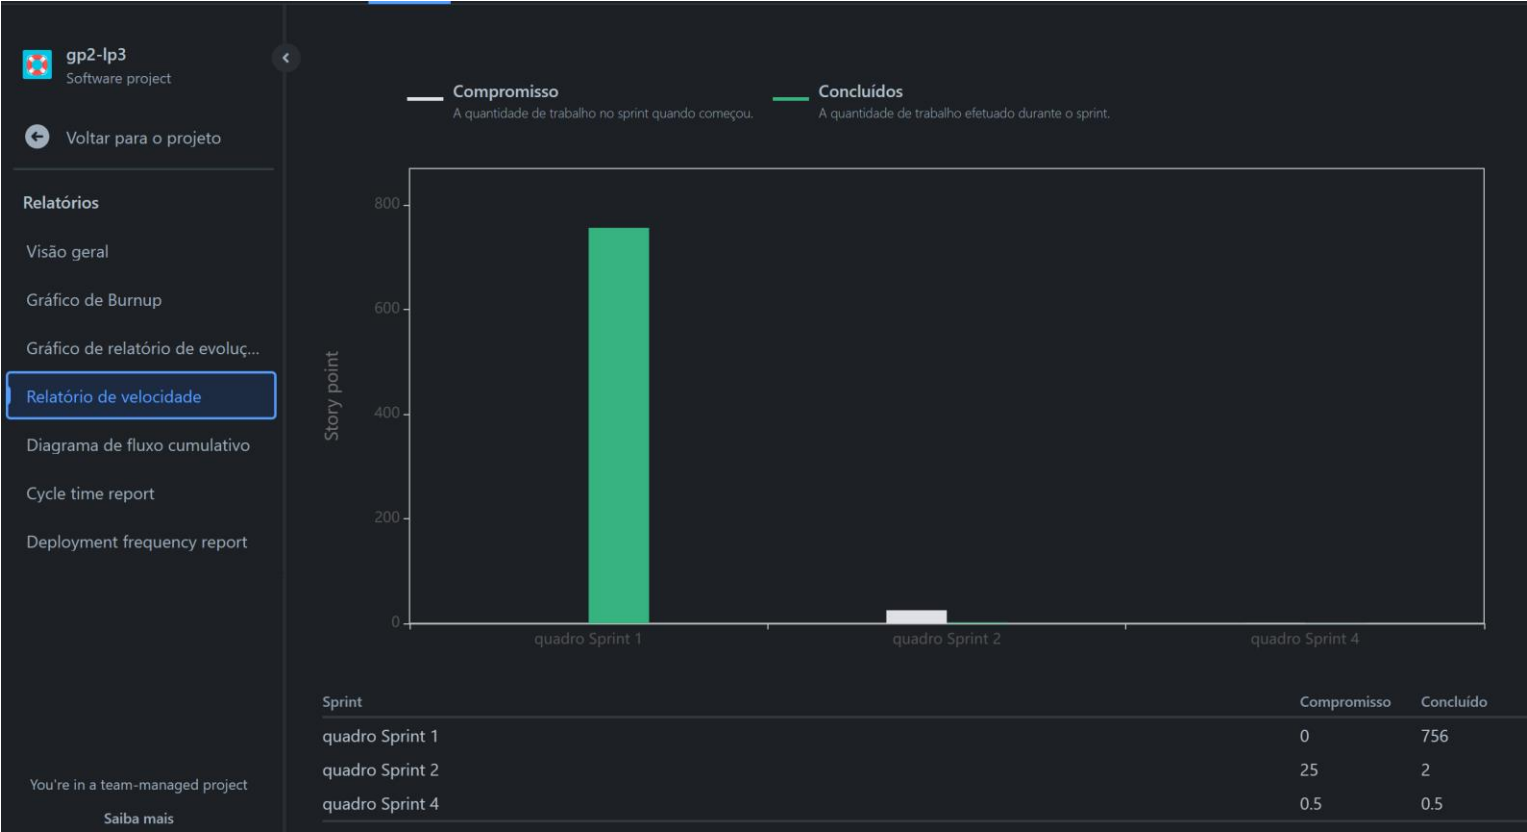 gp2-lp3
Software project
Voltar para o projeto
Relatórios
Visão geral
Gráfico de Burnup
Gráfico de relatório de evoluç...
Relatório de velocidade
Diagrama de fluxo cumulativo
Cycle time report
Deployment frequency report
You're in a team-managed project
Saiba mais
Compromisso
A quantidade de trabalho no sprint quando começou.
Concluídos
A quantidade de trabalho efetuado durante o sprint.
Story point
800
600
400
200
0
quadro Sprint 1 quadro Sprint 2 quadro Sprint 4
Sprint Compromisso Concluído
quadro Sprint 1 0 756
quadro Sprint 2 25 2
quadro Sprint 4 0.5 0.5